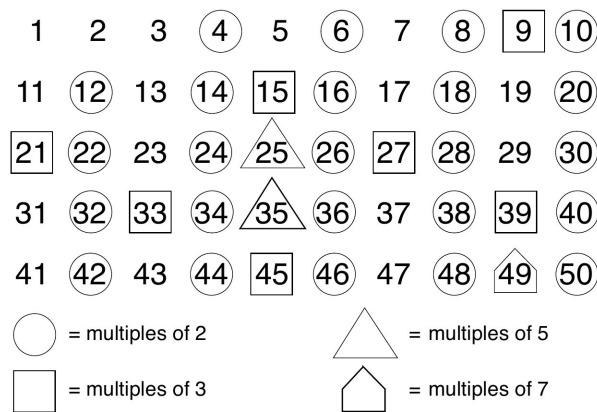 1 2 3 4 5 6 7 8 9 10
11 12 13 14 15 16 17 18 19 20
21 22 23 24 25 26 27 28 29 30
31 32 33 34 35 36 37 38 39 40
41 42 43 44 45 46 47 48 49 50
= multiples of 2 = multiples of 5
= multiples of 3 = multiples of 7